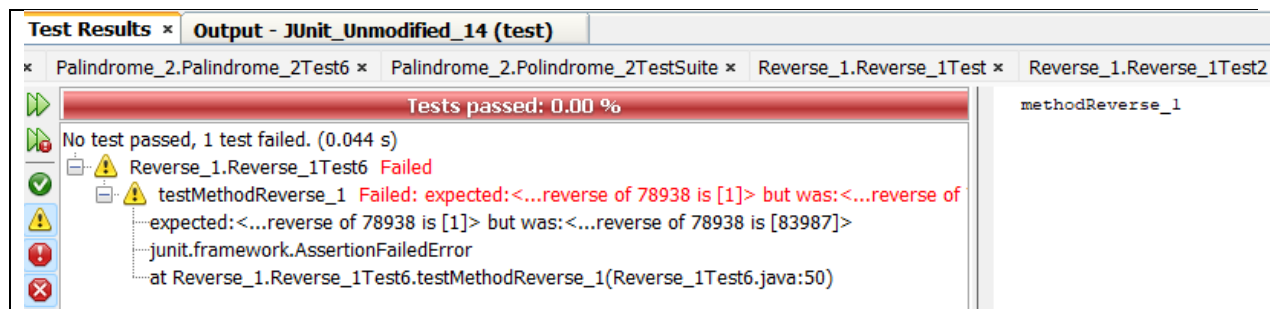 Test Results × Output - JUnit_Unmodified_14 (test)
× Palindrome_2.Palindrome_2Test6 × Palindrome_2.Polindrome_2TestSuite × Reverse_1.Reverse_1Test × Reverse_1.Reverse_1Test2
Tests passed: 0.00 %
methodReverse_1
No test passed, 1 test failed. (0.044 s)
Reverse_1.Reverse_1Test6 Failed
testMethodReverse_1 Failed: expected:<...reverse of 78938 is [1]> but was:<...reverse of
expected:<...reverse of 78938 is [1]> but was:<...reverse of 78938 is [83987]>
junit.framework.AssertionFailedError
at Reverse_1.Reverse_1Test6.testMethodReverse_1(Reverse_1Test6.java:50)